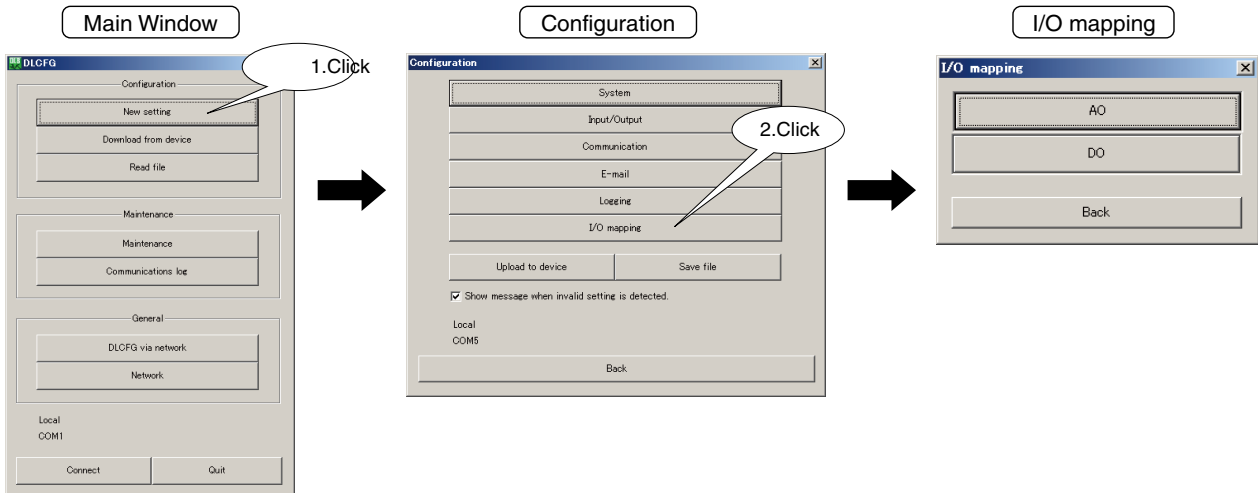 Main Window
Configuration
I/O mapping
DLCFG
1.Click
Configuration
New setting
Download from device
Read file
Maintenance
Maintenance
Communications log
General
DLCFG via network
Network
Local
COM1
Connect
Quit
Configuration
System
Input/Output
2.Click
Communication
E-mail
Logging
I/O mapping
Upload to device
Save file
Show message when invalid setting is detected.
Local
COM5
Back
I/O mapping
AO
DO
Back